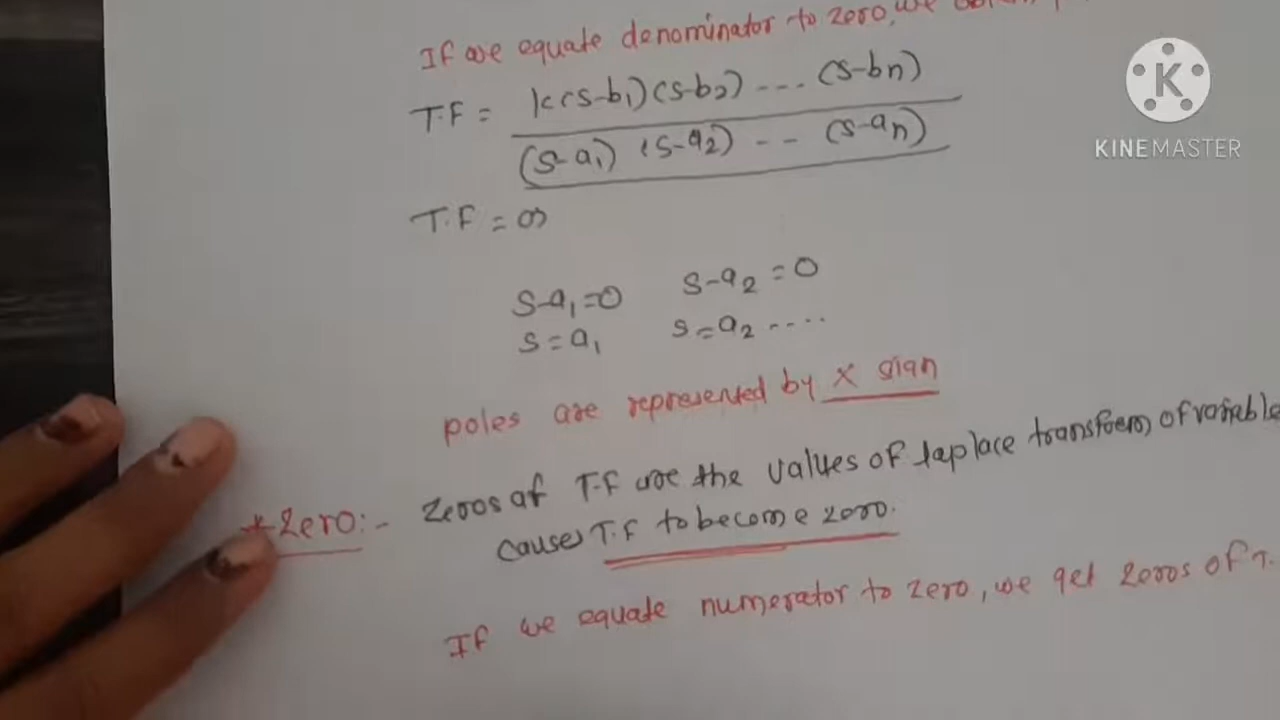 If we equate denominator to zero, we
T.F = K(s-b1)(s-b2) --- (s-bn)
(s-a1) (s-a2) -- (s-an)
T.F = ∞
s-a1=0 s-a2 = 0
s=a1 s=a2 ----
poles are represented by X sign
*Zero:- Zeros of T.F are the values of laplace transform of variable
cause T.F to become zero.
If we equate numerator to zero, we get zeros of T.
K
KINEMASTER